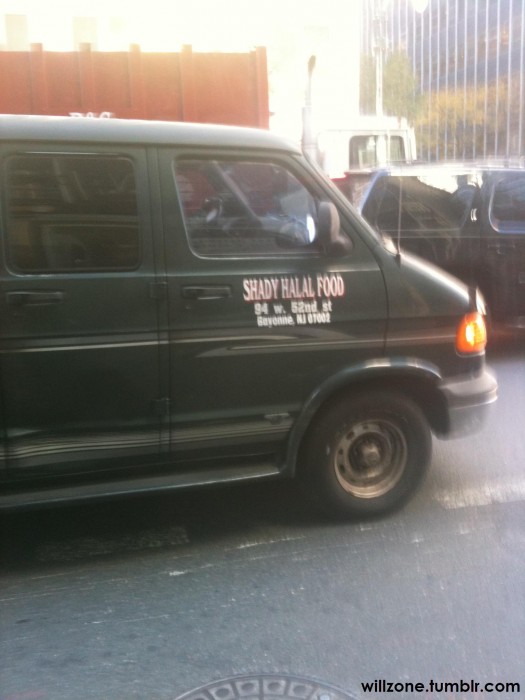 SHADY HALAL FOOD
94 w. 52nd st
Bayonne, NJ 07002
willzone.tumblr.com